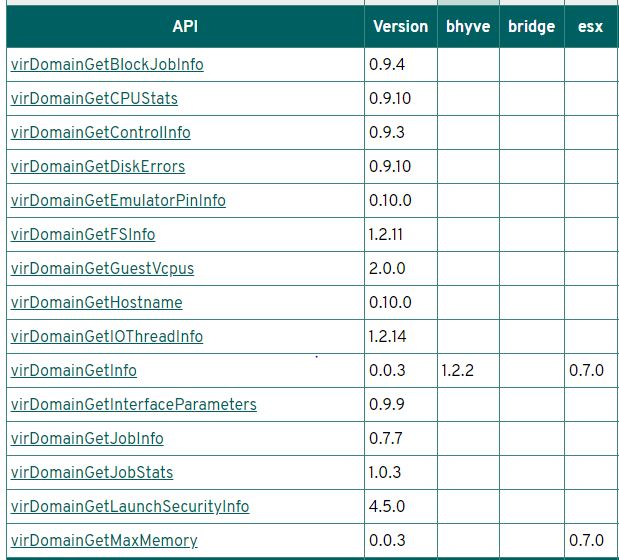 API Version bhyve bridge esx
virDomainGetBlockJobInfo 0.9.4
virDomainGetCPUStats 0.9.10
virDomainGetControlInfo 0.9.3
virDomainGetDiskErrors 0.9.10
virDomainGetEmulatorPinInfo 0.10.0
virDomainGetFSInfo 1.2.11
virDomainGetGuestVcpus 2.0.0
virDomainGetHostname 0.10.0
virDomainGetIOThreadInfo 1.2.14
virDomainGetInfo 0.0.3 1.2.2 0.7.0
virDomainGetInterfaceParameters 0.9.9
virDomainGetJobInfo 0.7.7
virDomainGetJobStats 1.0.3
virDomainGetLaunchSecurityInfo 4.5.0
virDomainGetMaxMemory 0.0.3 0.7.0